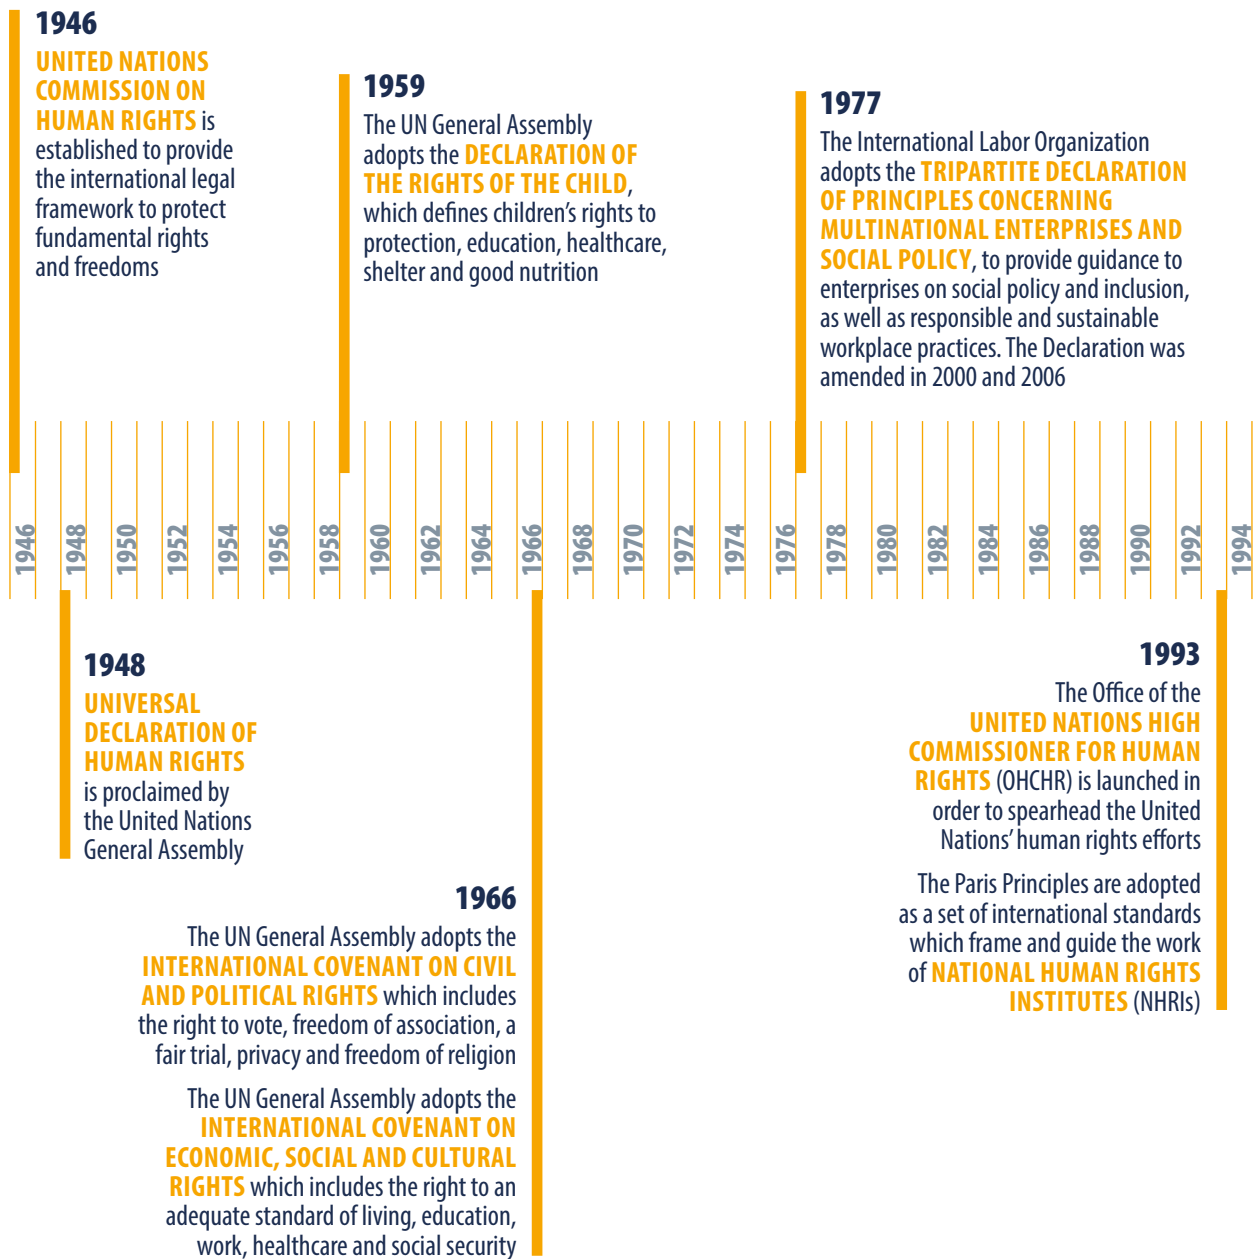 1946
UNITED NATIONS
COMMISSION ON
HUMAN RIGHTS is
established to provide
the international legal
framework to protect
fundamental rights
and freedoms
1959
The UN General Assembly
adopts the DECLARATION OF
THE RIGHTS OF THE CHILD,
which defines children’s rights to
protection, education, healthcare,
shelter and good nutrition
1977
The International Labor Organization
adopts the TRIPARTITE DECLARATION
OF PRINCIPLES CONCERNING
MULTINATIONAL ENTERPRISES AND
SOCIAL POLICY, to provide guidance to
enterprises on social policy and inclusion,
as well as responsible and sustainable
workplace practices. The Declaration was
amended in 2000 and 2006
1946
1948
1950
1952
1954
1956
1958
1960
1962
1964
1966
1968
1970
1972
1974
1976
1978
1980
1982
1984
1986
1988
1990
1992
1994
1948
UNIVERSAL
DECLARATION OF
HUMAN RIGHTS
is proclaimed by
the United Nations
General Assembly
1966
The UN General Assembly adopts the
INTERNATIONAL COVENANT ON CIVIL
AND POLITICAL RIGHTS which includes
the right to vote, freedom of association, a
fair trial, privacy and freedom of religion
The UN General Assembly adopts the
INTERNATIONAL COVENANT ON
ECONOMIC, SOCIAL AND CULTURAL
RIGHTS which includes the right to an
adequate standard of living, education,
work, healthcare and social security
1993
The Office of the
UNITED NATIONS HIGH
COMMISSIONER FOR HUMAN
RIGHTS (OHCHR) is launched in
order to spearhead the United
Nations’ human rights efforts
The Paris Principles are adopted
as a set of international standards
which frame and guide the work
of NATIONAL HUMAN RIGHTS
INSTITUTES (NHRIs)